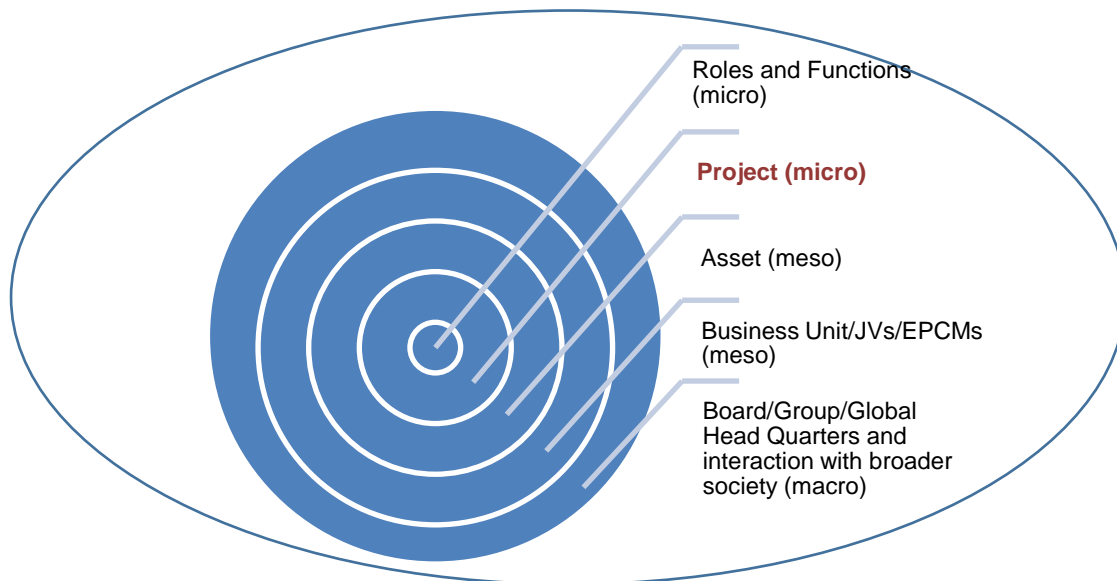 Roles and Functions
(micro)
Project (micro)
Asset (meso)
Business Unit/JVs/EPCMs
(meso)
Board/Group/Global
Head Quarters and
interaction with broader
society (macro)